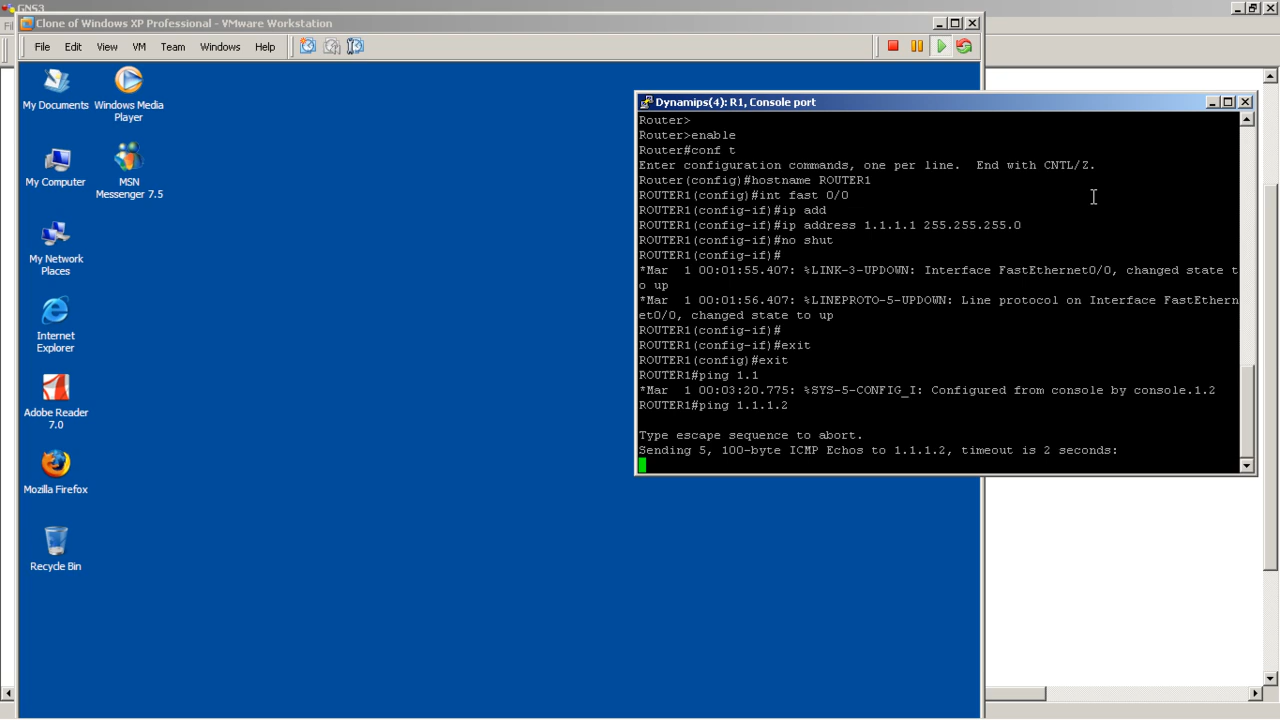 GNS3
Clone of Windows XP Professional - VMware Workstation
File Edit View VM Team Windows Help
My Documents
Windows Media Player
My Computer
MSN Messenger 7.5
My Network Places
Internet Explorer
Adobe Reader 7.0
Mozilla Firefox
Recycle Bin
Dynamips(4): R1, Console port
Router>
Router>enable
Router#conf t
Enter configuration commands, one per line.  End with CNTL/Z.
Router(config)#hostname ROUTER1
ROUTER1(config)#int fast 0/0
ROUTER1(config-if)#ip add
ROUTER1(config-if)#ip address 1.1.1.1 255.255.255.0
ROUTER1(config-if)#no shut
ROUTER1(config-if)#
*Mar  1 00:01:55.407: %LINK-3-UPDOWN: Interface FastEthernet0/0, changed state t
o up
*Mar  1 00:01:56.407: %LINEPROTO-5-UPDOWN: Line protocol on Interface FastEthern
et0/0, changed state to up
ROUTER1(config-if)#
ROUTER1(config-if)#exit
ROUTER1(config)#exit
ROUTER1#ping 1.1
*Mar  1 00:03:20.775: %SYS-5-CONFIG_I: Configured from console by console.1.2
ROUTER1#ping 1.1.1.2
Type escape sequence to abort.
Sending 5, 100-byte ICMP Echos to 1.1.1.2, timeout is 2 seconds: